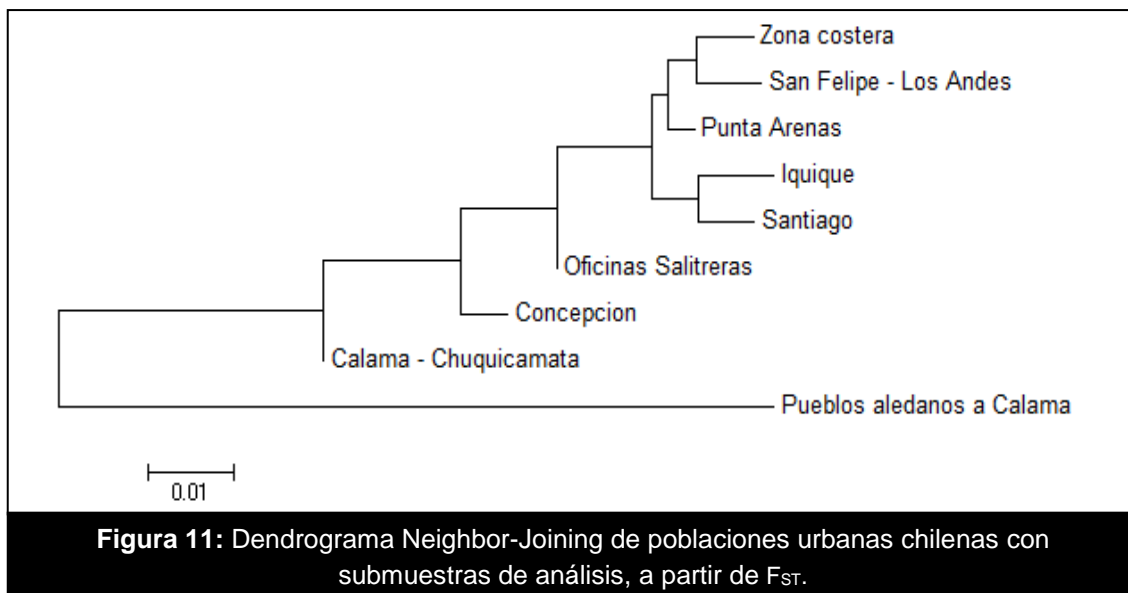 Zona costera
San Felipe - Los Andes
Punta Arenas
Iquique
Santiago
Oficinas Salitreras
Concepcion
Calama - Chuquicamata
Pueblos aledanos a Calama
0.01
Figura 11: Dendrograma Neighbor-Joining de poblaciones urbanas chilenas con
submuestras de análisis, a partir de FST.